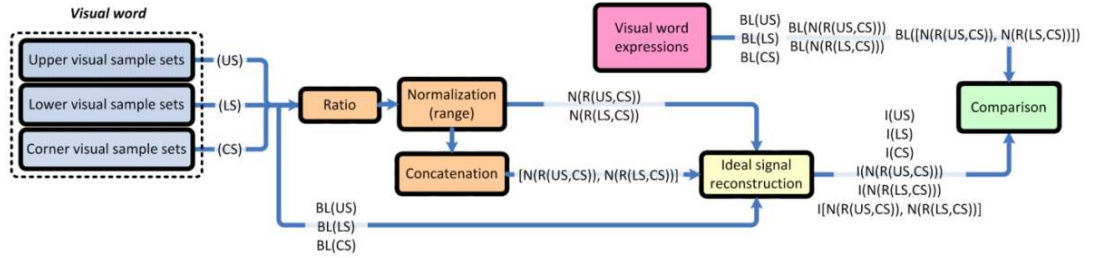 Visual word
Upper visual sample sets
(US)
Lower visual sample sets
(LS)
Corner visual sample sets
(CS)
Ratio
Normalization
(range)
Concatenation
N(R(US,CS))
N(R(LS,CS))
[N(R(US,CS)), N(R(LS,CS))]
BL(US)
BL(LS)
BL(CS)
Visual word
expressions
BL(US)
BL(LS)
BL(CS)
BL(N(R(US,CS)))
BL(N(R(LS,CS)))
BL([N(R(US,CS)), N(R(LS,CS))])
Ideal signal
reconstruction
I(US)
I(LS)
I(CS)
I(N(R(US,CS)))
I(N(R(LS,CS)))
I[N(R(US,CS)), N(R(LS,CS))]
Comparison